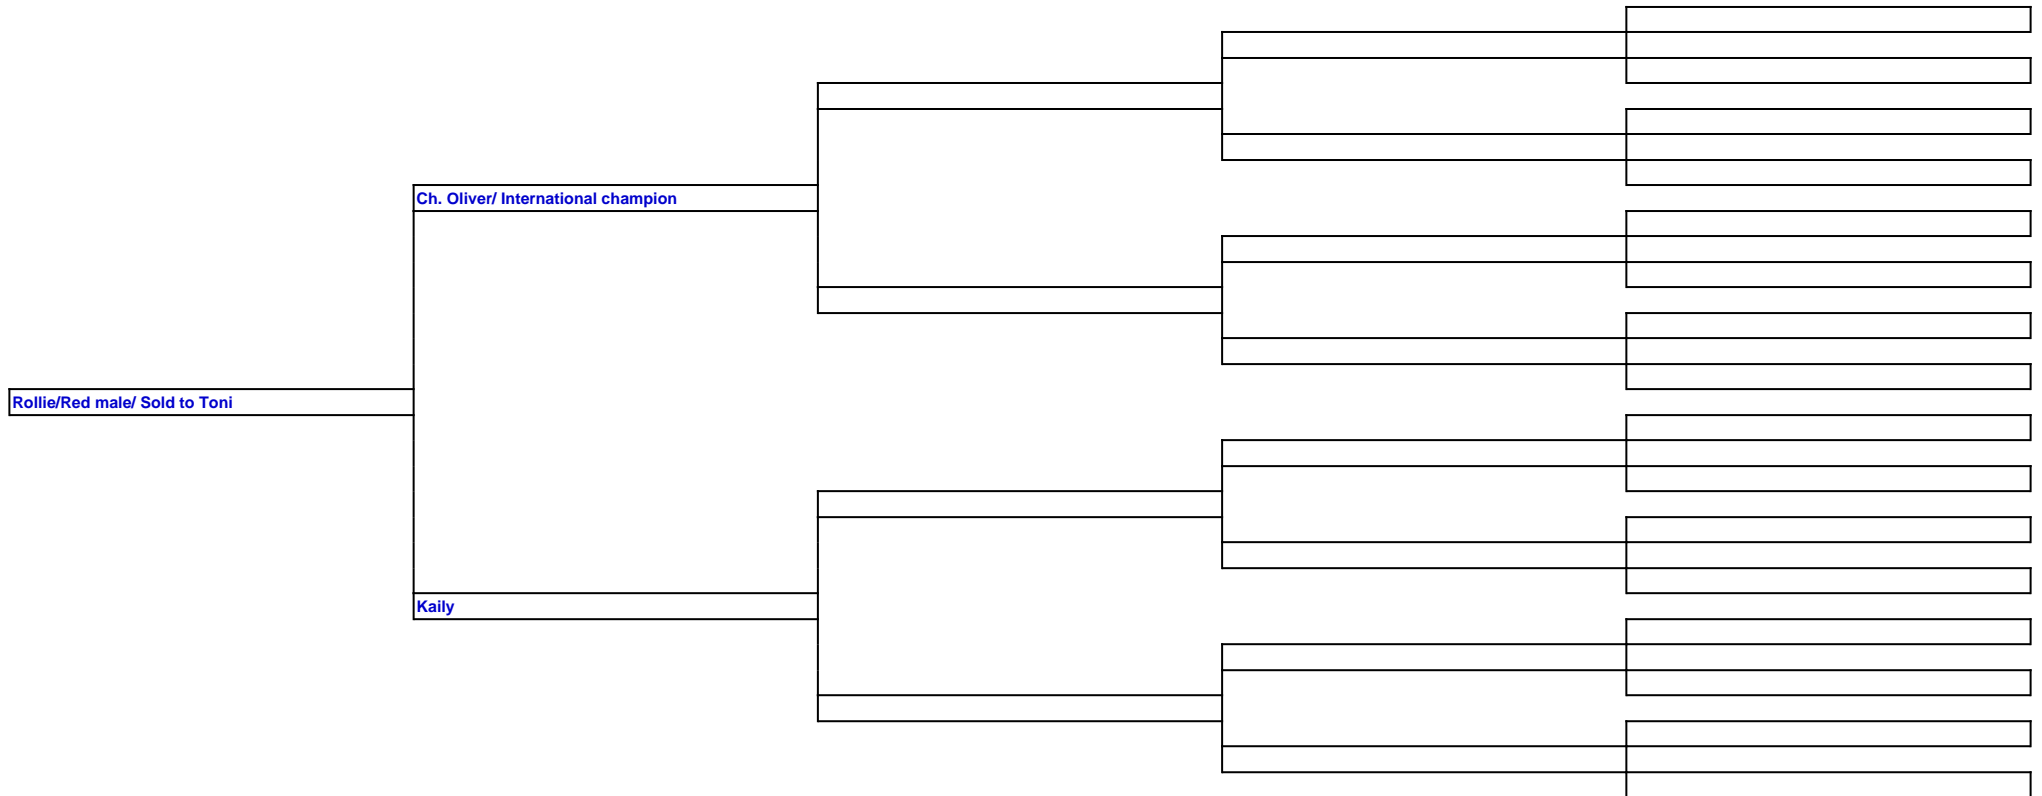 Ch. Oliver/ International champion
Rollie/Red male/ Sold to Toni
Kaily